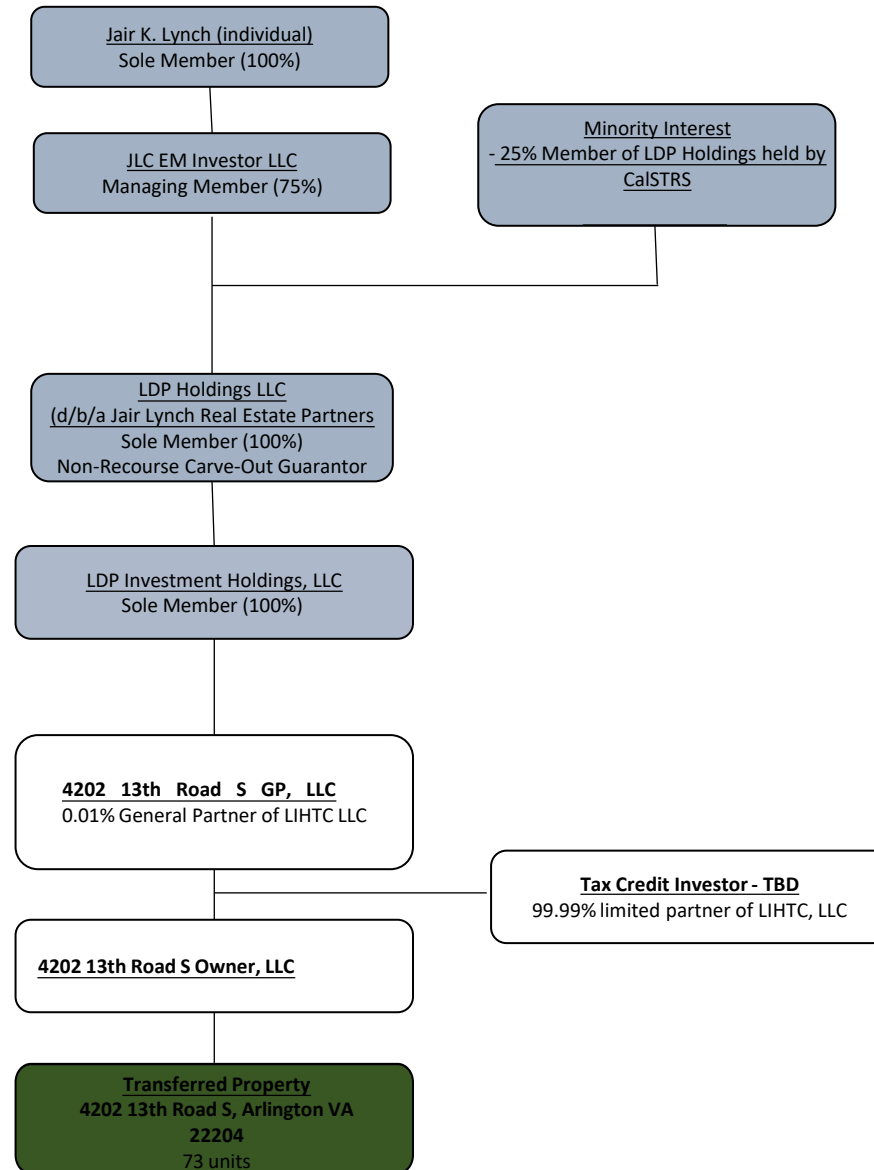 Jair K. Lynch (individual)
Sole Member (100%)
JLC EM Investor LLC
Managing Member (75%)
Minority Interest
- 25% Member of LDP Holdings held by
CalSTRS
LDP Holdings LLC
(d/b/a Jair Lynch Real Estate Partners
Sole Member (100%)
Non-Recourse Carve-Out Guarantor
LDP Investment Holdings, LLC
Sole Member (100%)
4202 13th Road S GP, LLC
0.01% General Partner of LIHTC LLC
Tax Credit Investor - TBD
99.99% limited partner of LIHTC, LLC
4202 13th Road S Owner, LLC
Transferred Property
4202 13th Road S, Arlington VA
22204
73 units